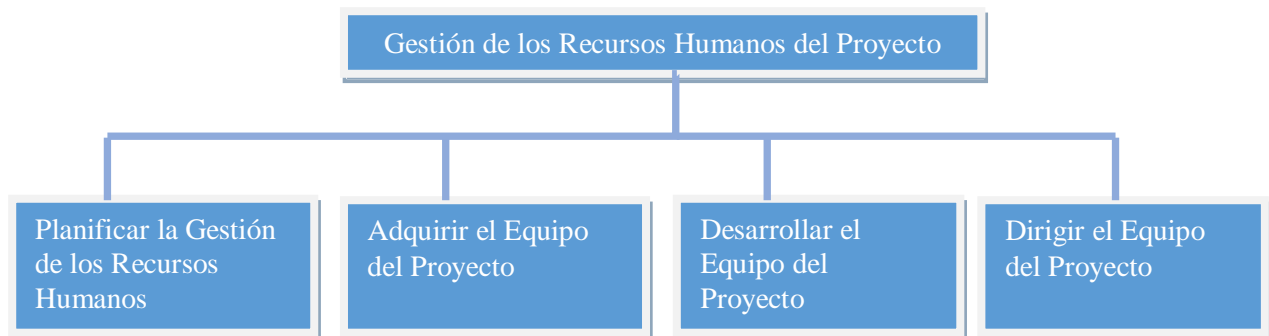 Gestión de los Recursos Humanos del Proyecto
Planificar la Gestión
de los Recursos
Humanos
Adquirir el Equipo
del Proyecto
Desarrollar el
Equipo del
Proyecto
Dirigir el Equipo
del Proyecto